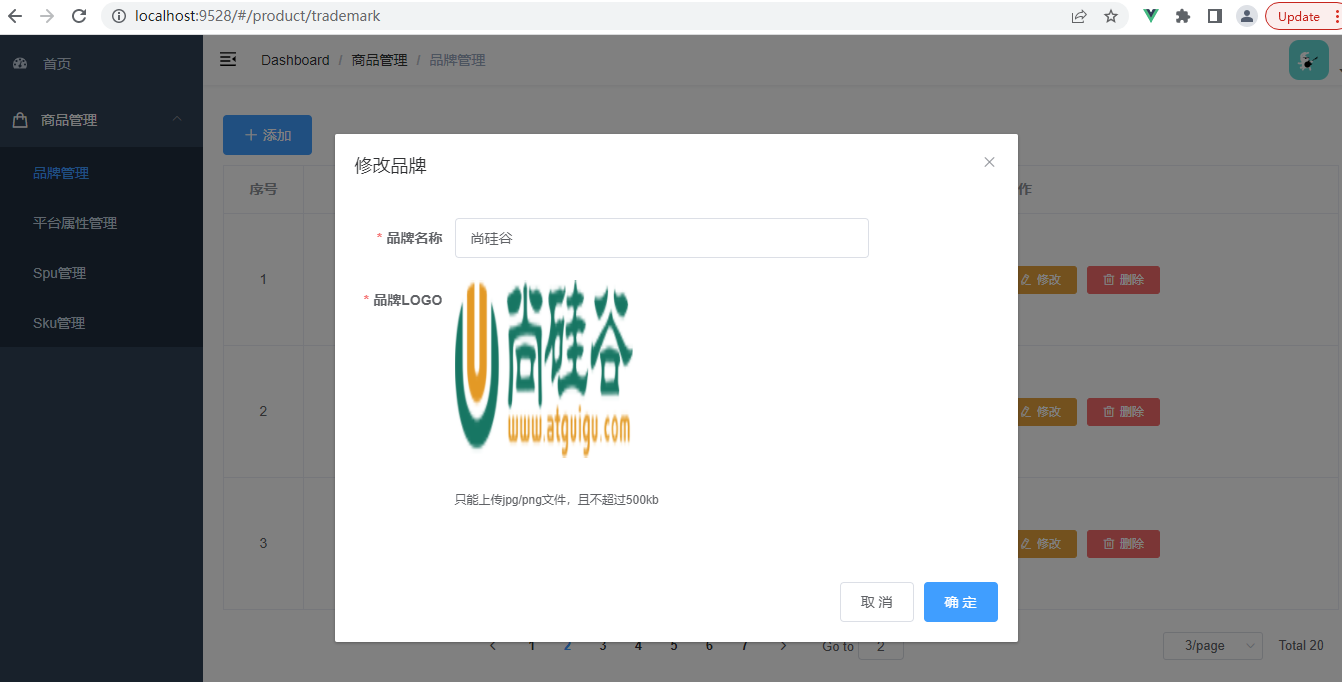 localhost:9528/#/product/trademark
Update
首页
Dashboard / 商品管理 / 品牌管理
商品管理
品牌管理
平台属性管理
Spu管理
Sku管理
+ 添加
序号
作
修改品牌
* 品牌名称
尚硅谷
* 品牌LOGO
U尚硅谷
www.atguigu.com
只能上传jpg/png文件，且不超过500kb
取 消
确 定
1
修改
删除
2
修改
删除
3
修改
删除
1 2 3 4 5 6 7
Go to 2
3/page
Total 20